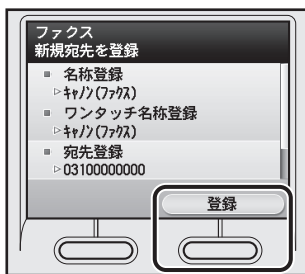 ファクス
新規宛先を登録
▪ 名称登録
▷ｷｬﾉﾝ(ﾌｧｸｽ)
▪ ワンタッチ名称登録
▷ｷｬﾉﾝ(ﾌｧｸｽ)
▪ 宛先登録
▷03100000000
登録